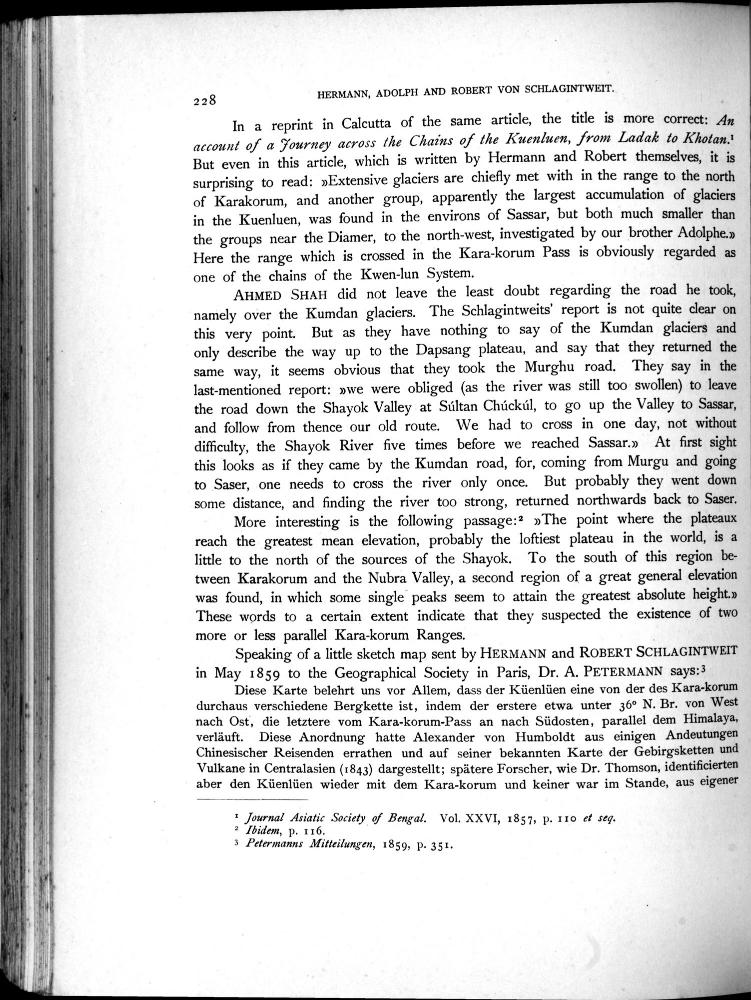 228
HERMANN, ADOLPH AND ROBERT VON SCHLAGINTWEIT.
In a reprint in Calcutta of the same article, the title is more correct: An
account of a Journey across the Chains of the Kuenluen, from Ladak to Khotan.¹
But even in this article, which is written by Hermann and Robert themselves, it is
surprising to read: »Extensive glaciers are chiefly met with in the range to the north
of Karakorum, and another group, apparently the largest accumulation of glaciers
in the Kuenluen, was found in the environs of Sassar, but both much smaller than
the groups near the Diamer, to the north-west, investigated by our brother Adolphe.»
Here the range which is crossed in the Kara-korum Pass is obviously regarded as
one of the chains of the Kwen-lun System.
AHMED SHAH did not leave the least doubt regarding the road he took,
namely over the Kumdan glaciers. The Schlagintweits' report is not quite clear on
this very point. But as they have nothing to say of the Kumdan glaciers and
only describe the way up to the Dapsang plateau, and say that they returned the
same way, it seems obvious that they took the Murghu road. They say in the
last-mentioned report: »we were obliged (as the river was still too swollen) to leave
the road down the Shayok Valley at Súltan Chúckúl, to go up the Valley to Sassar,
and follow from thence our old route. We had to cross in one day, not without
difficulty, the Shayok River five times before we reached Sassar.» At first sight
this looks as if they came by the Kumdan road, for, coming from Murgu and going
to Saser, one needs to cross the river only once. But probably they went down
some distance, and finding the river too strong, returned northwards back to Saser.
More interesting is the following passage:² »The point where the plateaux
reach the greatest mean elevation, probably the loftiest plateau in the world, is a
little to the north of the sources of the Shayok. To the south of this region be-
tween Karakorum and the Nubra Valley, a second region of a great general elevation
was found, in which some single peaks seem to attain the greatest absolute height.»
These words to a certain extent indicate that they suspected the existence of two
more or less parallel Kara-korum Ranges.
Speaking of a little sketch map sent by HERMANN and ROBERT SCHLAGINTWEIT
in May 1859 to the Geographical Society in Paris, Dr. A. PETERMANN says:³
Diese Karte belehrt uns vor Allem, dass der Küenlüen eine von der des Kara-korum
durchaus verschiedene Bergkette ist, indem der erstere etwa unter 36° N. Br. von West
nach Ost, die letztere vom Kara-korum-Pass an nach Südosten, parallel dem Himalaya,
verläuft. Diese Anordnung hatte Alexander von Humboldt aus einigen Andeutungen
Chinesischer Reisenden errathen und auf seiner bekannten Karte der Gebirgsketten und
Vulkane in Centralasien (1843) dargestellt; spätere Forscher, wie Dr. Thomson, identificierten
aber den Küenlüen wieder mit dem Kara-korum und keiner war im Stande, aus eigener
¹ Journal Asiatic Society of Bengal. Vol. XXVI, 1857, p. 110 et seq.
² Ibidem, p. 116.
³ Petermanns Mitteilungen, 1859, p. 351.